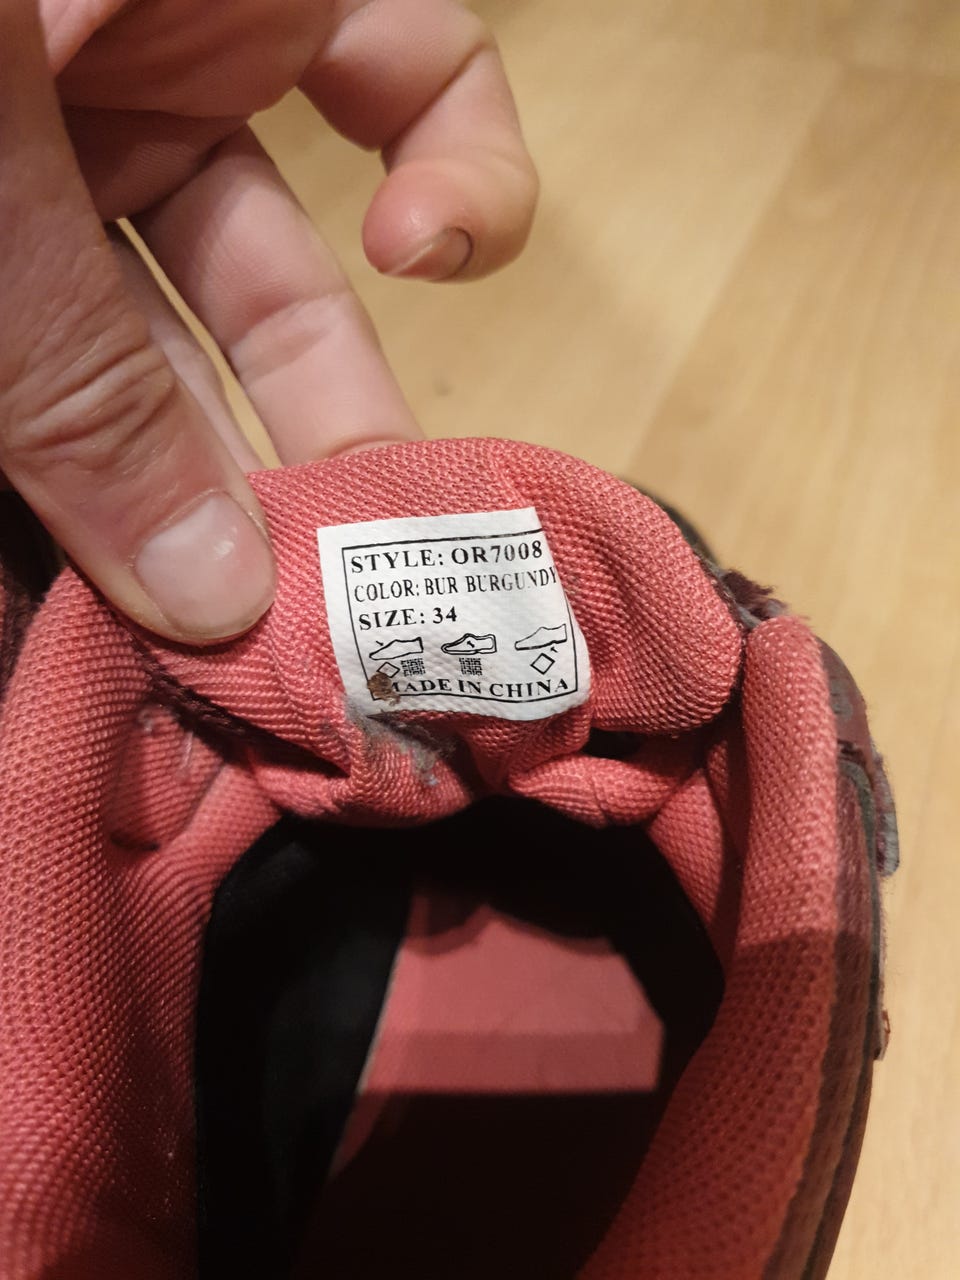 STYLE: OR7008
COLOR: BUR BURGUNDY
SIZE: 34
MADE IN CHINA